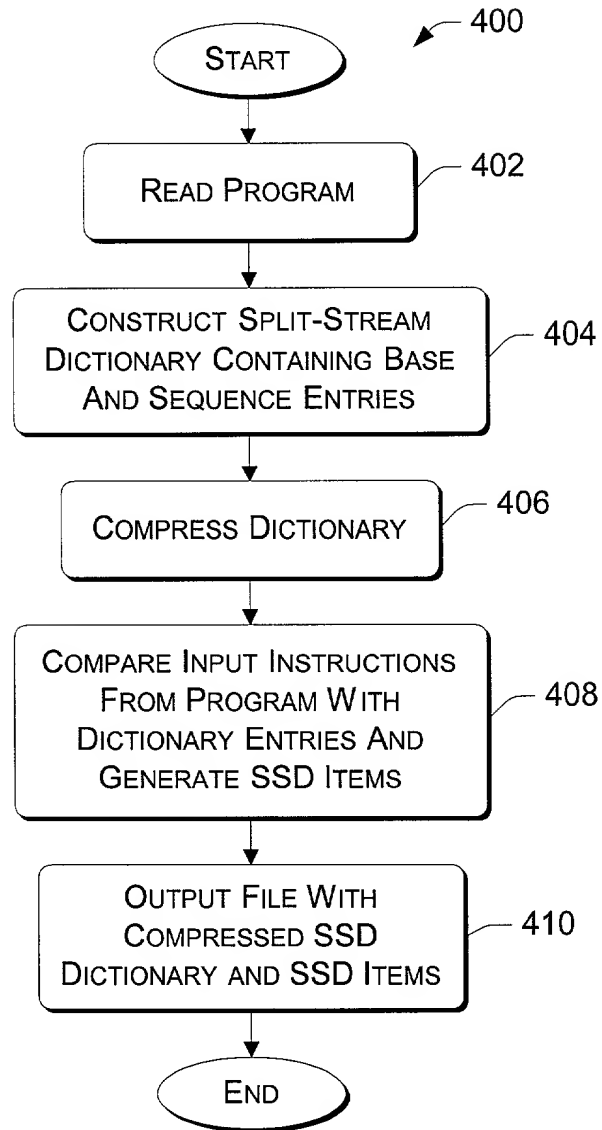 400
START
READ PROGRAM
402
CONSTRUCT SPLIT-STREAM
DICTIONARY CONTAINING BASE
AND SEQUENCE ENTRIES
404
COMPRESS DICTIONARY
406
COMPARE INPUT INSTRUCTIONS
FROM PROGRAM WITH
DICTIONARY ENTRIES AND
GENERATE SSD ITEMS
408
OUTPUT FILE WITH
COMPRESSED SSD
DICTIONARY AND SSD ITEMS
410
END